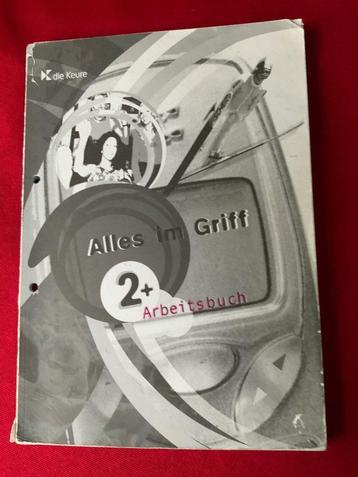 die Keure
Alles im Griff
2+
Arbeitsbuch